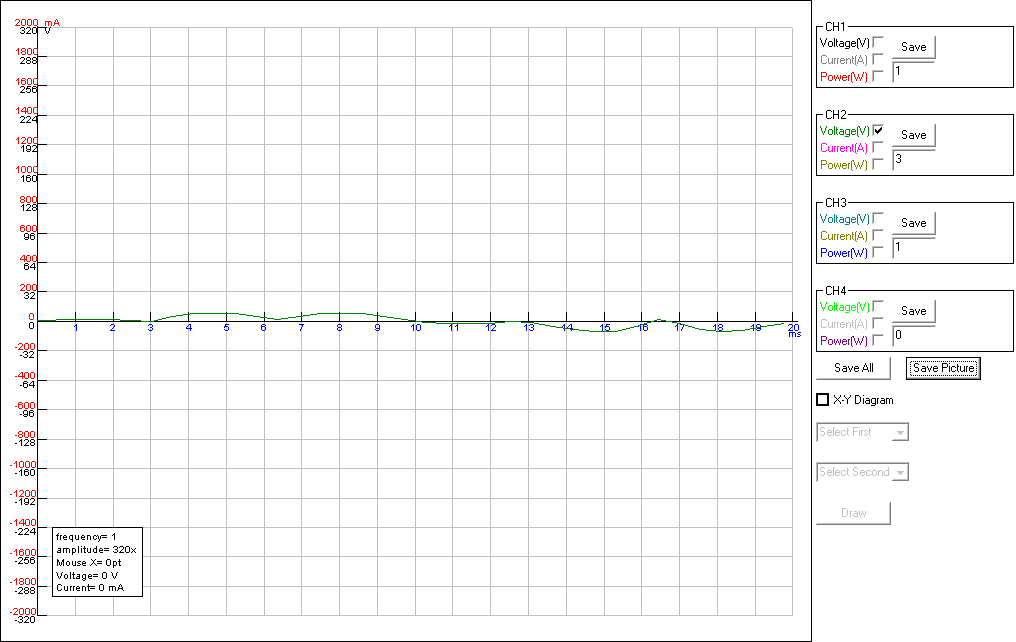 2000 mA
320 V
1800
288
1600
256
1400
224
1200
192
1000
160
800
128
600
96
400
64
200
32
0
0
1 2 3 4 5 6 7 8 9 10 11 12 13 14 15 16 17 18 19 20
ms
-200
-32
-400
-64
-600
-96
-800
-128
-1000
-160
-1200
-192
-1400
-224
-1600
-256
-1800
-288
-2000
-320
frequency= 1
amplitude= 320x
Mouse X= 0pt
Voltage= 0 V
Current= 0 mA
CH1
Voltage(V)
Save
Current(A)
1
Power(W)
CH2
Voltage(V)
Save
Current(A)
3
Power(W)
CH3
Voltage(V)
Save
Current(A)
1
Power(W)
CH4
Voltage(V)
Save
Current(A)
0
Power(W)
Save All Save Picture
X-Y Diagram
Select First
Select Second
Draw